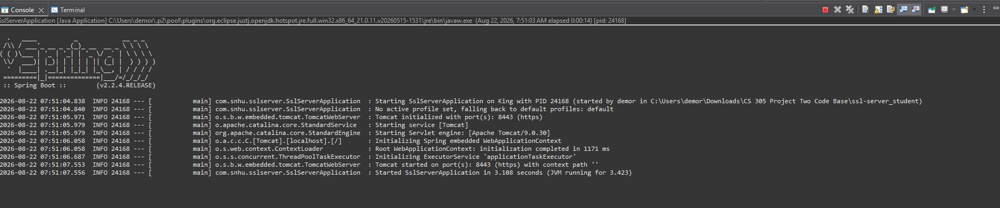 Console Terminal
SslServerApplication [Java Application] C:\Users\demor\.p2\pool\plugins\org.eclipse.justj.openjdk.hotspot.jre.full.win32.x86_64_21.0.11.v20260515-1531\jre\bin\javaw.exe (Aug 22, 2026, 7:51:03 AM elapsed 0:00:14) [pid: 24168]
  .   ____          _            __ _ _
 /\\ / ___'_ __ _ _(_)_ __  __ _ \ \ \ \
( ( )\___ | '_ | '_| | '_ \/ _` | \ \ \ \
 \\/  ___)| |_)| | | | | || (_| |  ) ) ) )
  '  |____| .__|_| |_|_| |_\__, | / / / /
 =========|_|==============|___/=/_/_/_/
 :: Spring Boot ::        (v2.2.4.RELEASE)
2026-08-22 07:51:04.838  INFO 24168 --- [           main] com.snhu.sslserver.SslServerApplication  : Starting SslServerApplication on King with PID 24168 (started by demor in C:\Users\demor\Downloads\CS 305 Project Two Code Base\ssl-server_student)
2026-08-22 07:51:04.840  INFO 24168 --- [           main] com.snhu.sslserver.SslServerApplication  : No active profile set, falling back to default profiles: default
2026-08-22 07:51:05.971  INFO 24168 --- [           main] o.s.b.w.embedded.tomcat.TomcatWebServer  : Tomcat initialized with port(s): 8443 (https)
2026-08-22 07:51:05.979  INFO 24168 --- [           main] o.apache.catalina.core.StandardService   : Starting service [Tomcat]
2026-08-22 07:51:05.979  INFO 24168 --- [           main] org.apache.catalina.core.StandardEngine  : Starting Servlet engine: [Apache Tomcat/9.0.30]
2026-08-22 07:51:06.058  INFO 24168 --- [           main] o.a.c.c.C.[Tomcat].[localhost].[/]       : Initializing Spring embedded WebApplicationContext
2026-08-22 07:51:06.058  INFO 24168 --- [           main] o.s.web.context.ContextLoader            : Root WebApplicationContext: initialization completed in 1171 ms
2026-08-22 07:51:06.687  INFO 24168 --- [           main] o.s.s.concurrent.ThreadPoolTaskExecutor  : Initializing ExecutorService 'applicationTaskExecutor'
2026-08-22 07:51:07.553  INFO 24168 --- [           main] o.s.b.w.embedded.tomcat.TomcatWebServer  : Tomcat started on port(s): 8443 (https) with context path ''
2026-08-22 07:51:07.556  INFO 24168 --- [           main] com.snhu.sslserver.SslServerApplication  : Started SslServerApplication in 3.108 seconds (JVM running for 3.423)